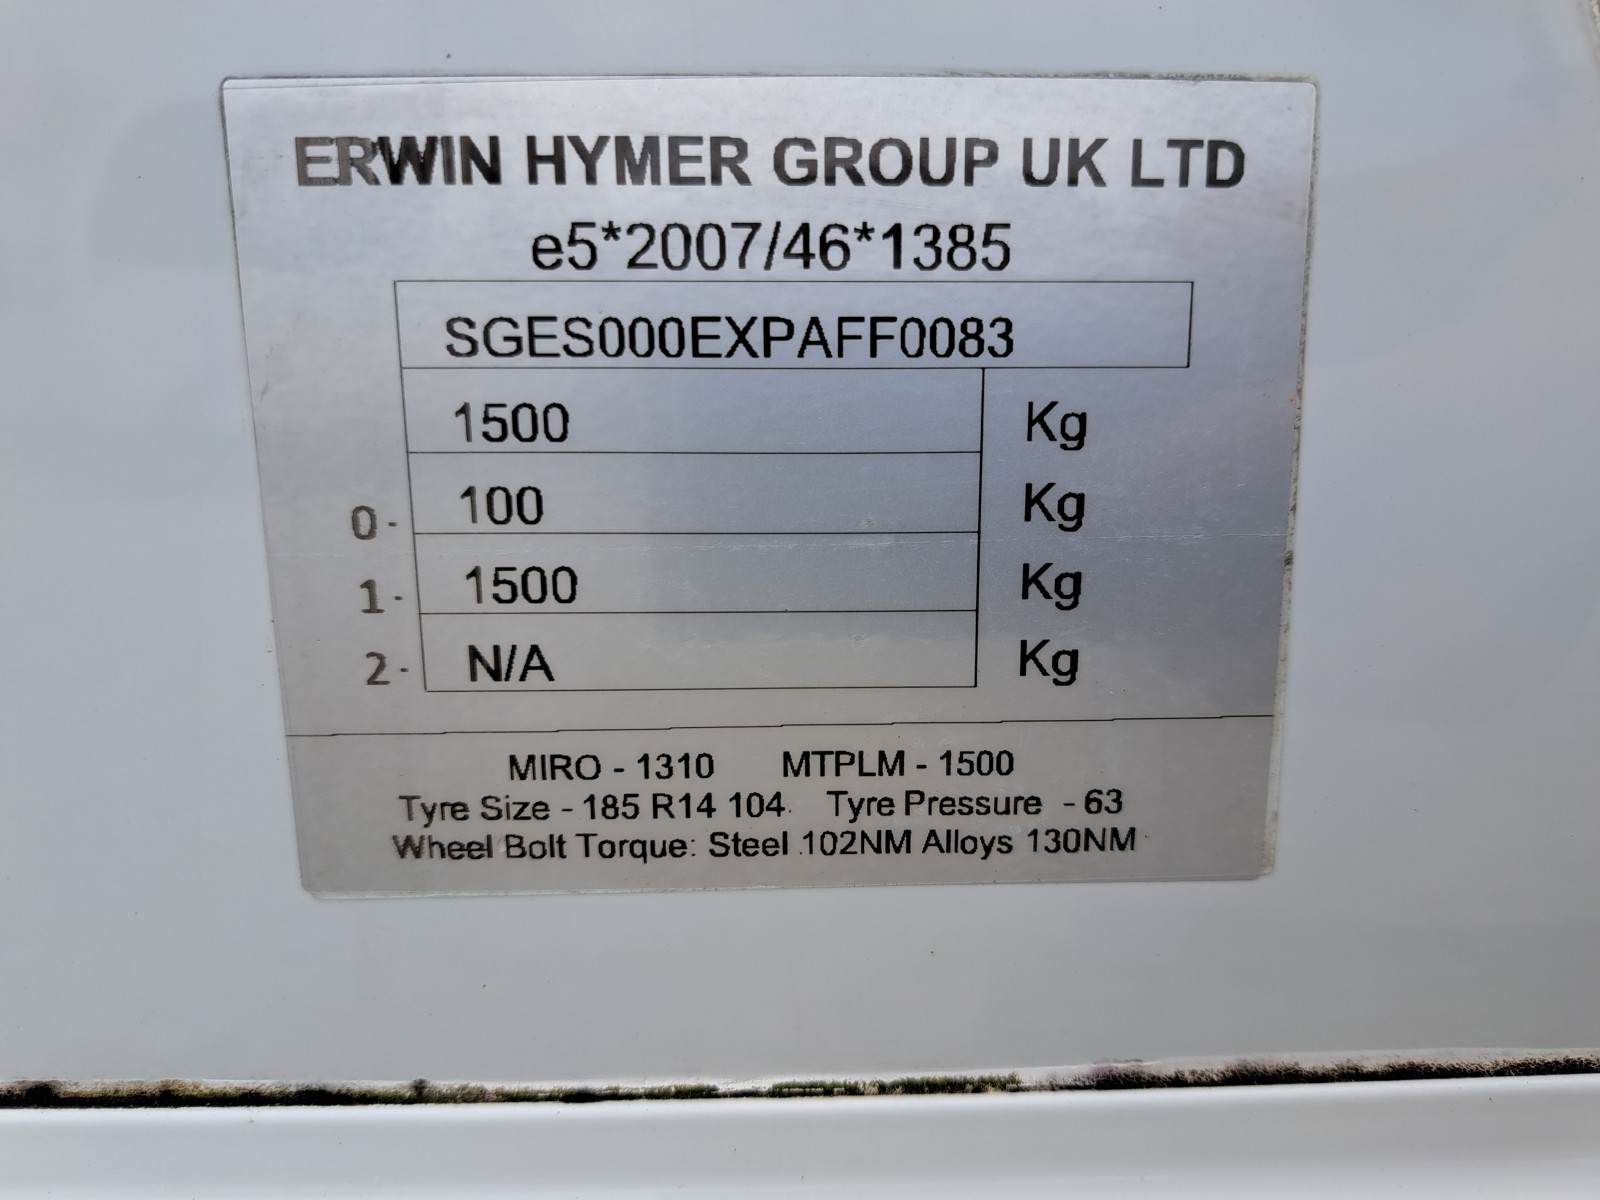 ERWIN HYMER GROUP UK LTD
e5*2007/46*1385
SGES000EXPAFF0083
1500 Kg
0- 100 Kg
1- 1500 Kg
2- N/A Kg
MIRO - 1310 MTPLM - 1500
Tyre Size - 185 R14 104 Tyre Pressure - 63
Wheel Bolt Torque: Steel 102NM Alloys 130NM